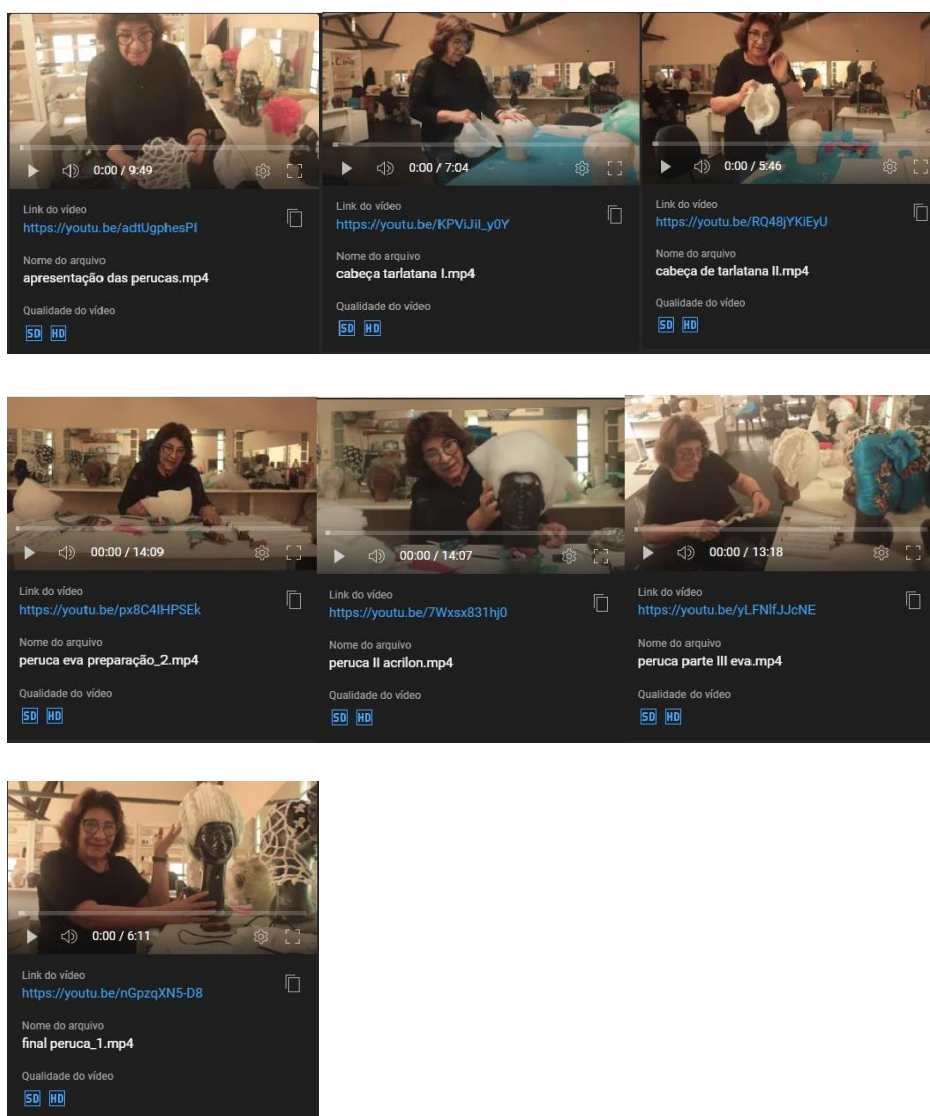 0:00 / 9:49
Link do vídeo
https://youtu.be/adtUgphesPI
Nome do arquivo
apresentação das perucas.mp4
Qualidade do vídeo
SD HD
0:00 / 7:04
Link do vídeo
https://youtu.be/KPViJiI_y0Y
Nome do arquivo
cabeça tarlatana I.mp4
Qualidade do vídeo
SD HD
0:00 / 5:46
Link do vídeo
https://youtu.be/RQ48jYKiEyU
Nome do arquivo
cabeça de tarlatana II.mp4
Qualidade do vídeo
SD HD
00:00 / 14:09
Link do vídeo
https://youtu.be/px8C4IHPSEk
Nome do arquivo
peruca eva preparação_2.mp4
Qualidade do vídeo
SD HD
00:00 / 14:07
Link do vídeo
https://youtu.be/7Wxsx831hj0
Nome do arquivo
peruca II acrilon.mp4
Qualidade do vídeo
SD HD
00:00 / 13:18
Link do vídeo
https://youtu.be/yLFNlfJJcNE
Nome do arquivo
peruca parte III eva.mp4
Qualidade do vídeo
SD HD
0:00 / 6:11
Link do vídeo
https://youtu.be/nGpzqXN5-D8
Nome do arquivo
final peruca_1.mp4
Qualidade do vídeo
SD HD